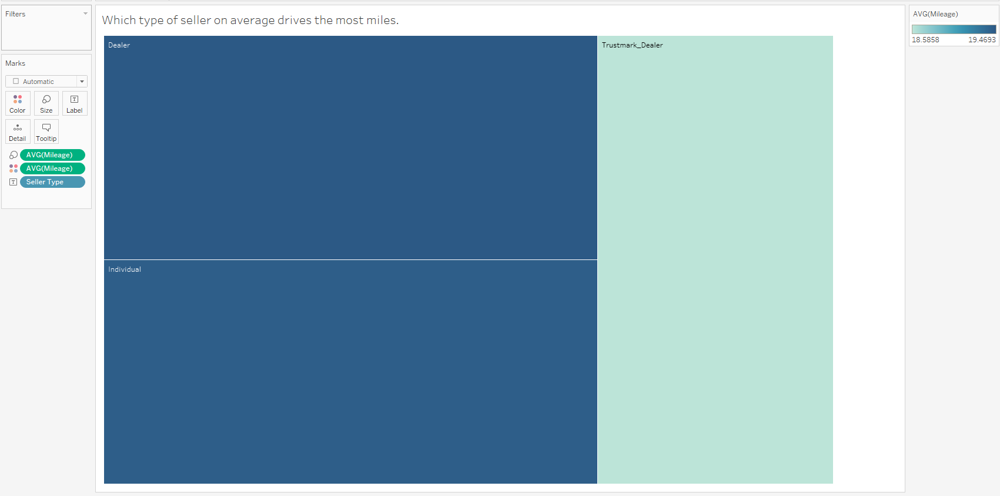 Filters
Marks
Automatic
Color
Size
Label
Detail
Tooltip
AVG(Mileage)
AVG(Mileage)
Seller Type
Which type of seller on average drives the most miles.
Dealer
Individual
Trustmark_Dealer
AVG(Mileage)
18.5858 19.4693